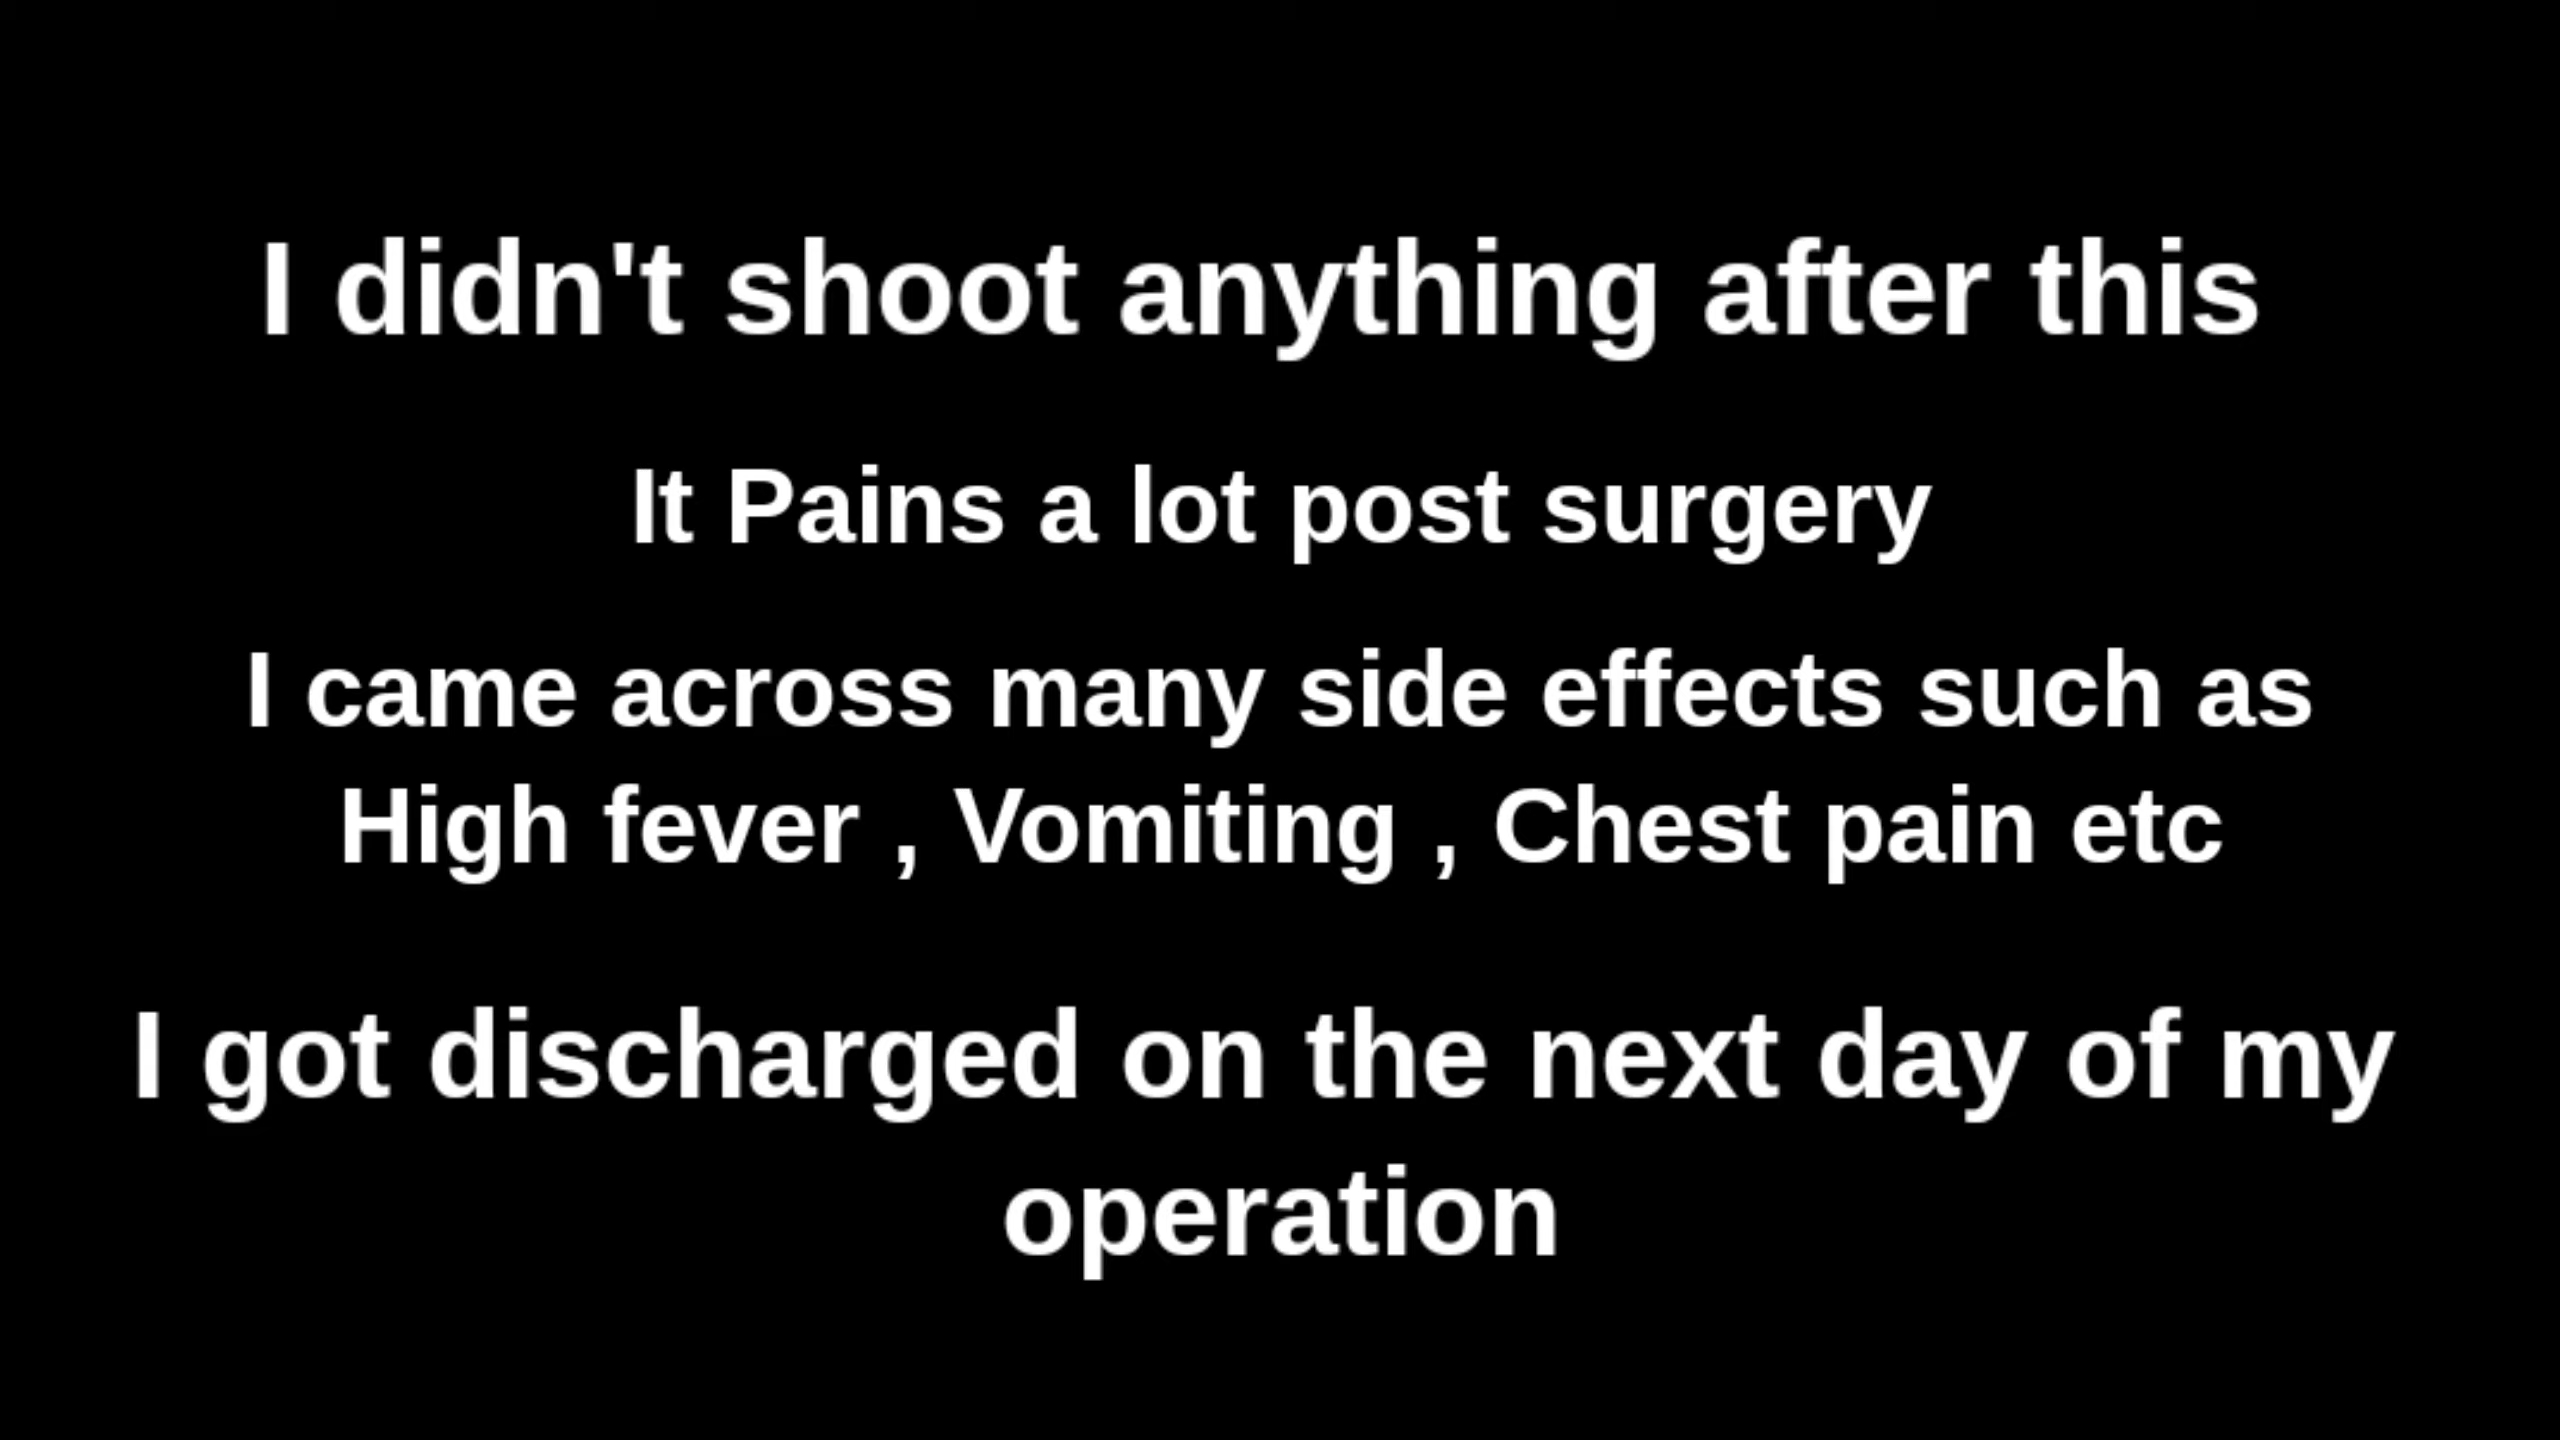 I didn't shoot anything after this
It Pains a lot post surgery
I came across many side effects such as
High fever , Vomiting , Chest pain etc
I got discharged on the next day of my
operation